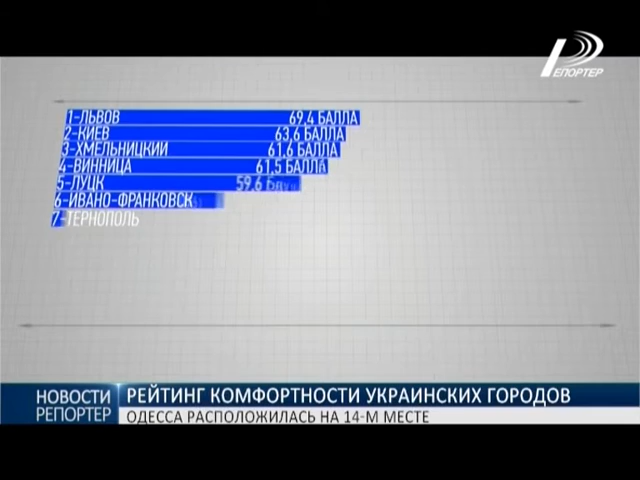 РЕПОРТЕР
1-ЛЬВОВ 69,4 БАЛЛА
2-КИЕВ 63,6 БАЛЛА
3-ХМЕЛЬНИЦКИЙ 61,6 БАЛЛА
4-ВИННИЦА 61,5 БАЛЛА
5-ЛУЦК 59,6
6-ИВАНО-ФРАНКОВСК
7-ТЕРНОПОЛЬ
НОВОСТИ РЕПОРТЕР
РЕЙТИНГ КОМФОРТНОСТИ УКРАИНСКИХ ГОРОДОВ
ОДЕССА РАСПОЛОЖИЛАСЬ НА 14-М МЕСТЕ